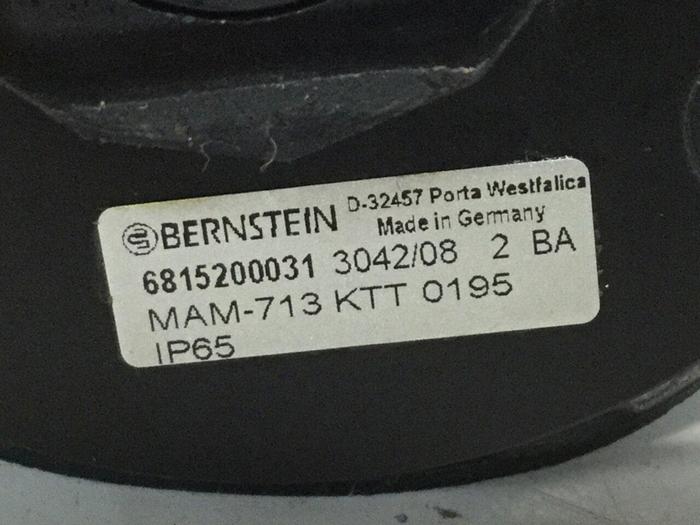 BERNSTEIN D-32457 Porta Westfalica
Made in Germany
6815200031 3042/08 2 BA
MAM-713 KTT 0195
IP65